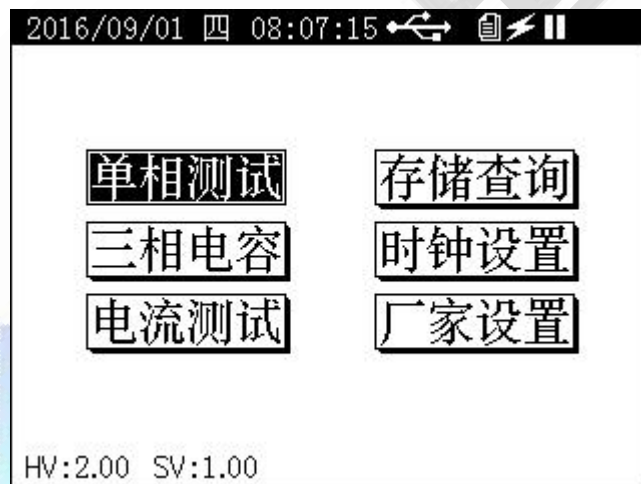 2016/09/01 四 08:07:15
单相测试 存储查询
三相电容 时钟设置
电流测试 厂家设置
HV:2.00 SV:1.00